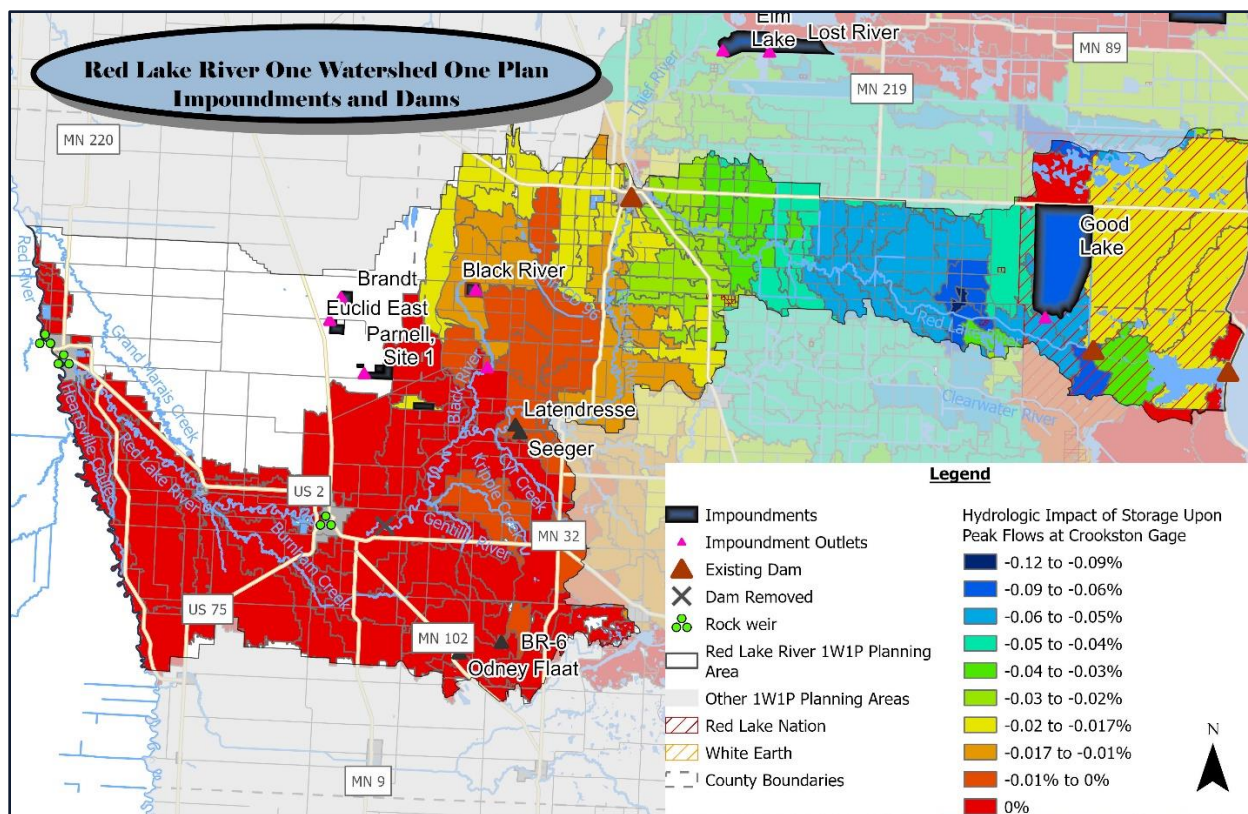 Red Lake River One Watershed One Plan
Impoundments and Dams
Elm
Lake
Lost River
MN 89
MN 219
MN 220
Thief River
Good
Lake
Brandt
Euclid East
Parnell,
Site 1
Black River
CD 96
Red River
Grand Marais Creek
Heartsville Coulee
Red Lake River
Burnham Creek
Black River
Latendresse
Seeger
Cyr Creek
Kripple Creek
Gentilly River
Clearwater River
US 2
MN 32
US 75
MN 102
BR-6
Odney Flaat
MN 9
Legend
Impoundments
Impoundment Outlets
Existing Dam
Dam Removed
Rock weir
Red Lake River 1W1P Planning
Area
Other 1W1P Planning Areas
Red Lake Nation
White Earth
County Boundaries
Hydrologic Impact of Storage Upon
Peak Flows at Crookston Gage
-0.12 to -0.09%
-0.09 to -0.06%
-0.06 to -0.05%
-0.05 to -0.04%
-0.04 to -0.03%
-0.03 to -0.02%
-0.02 to -0.017%
-0.017 to -0.01%
-0.01% to 0%
0%
N